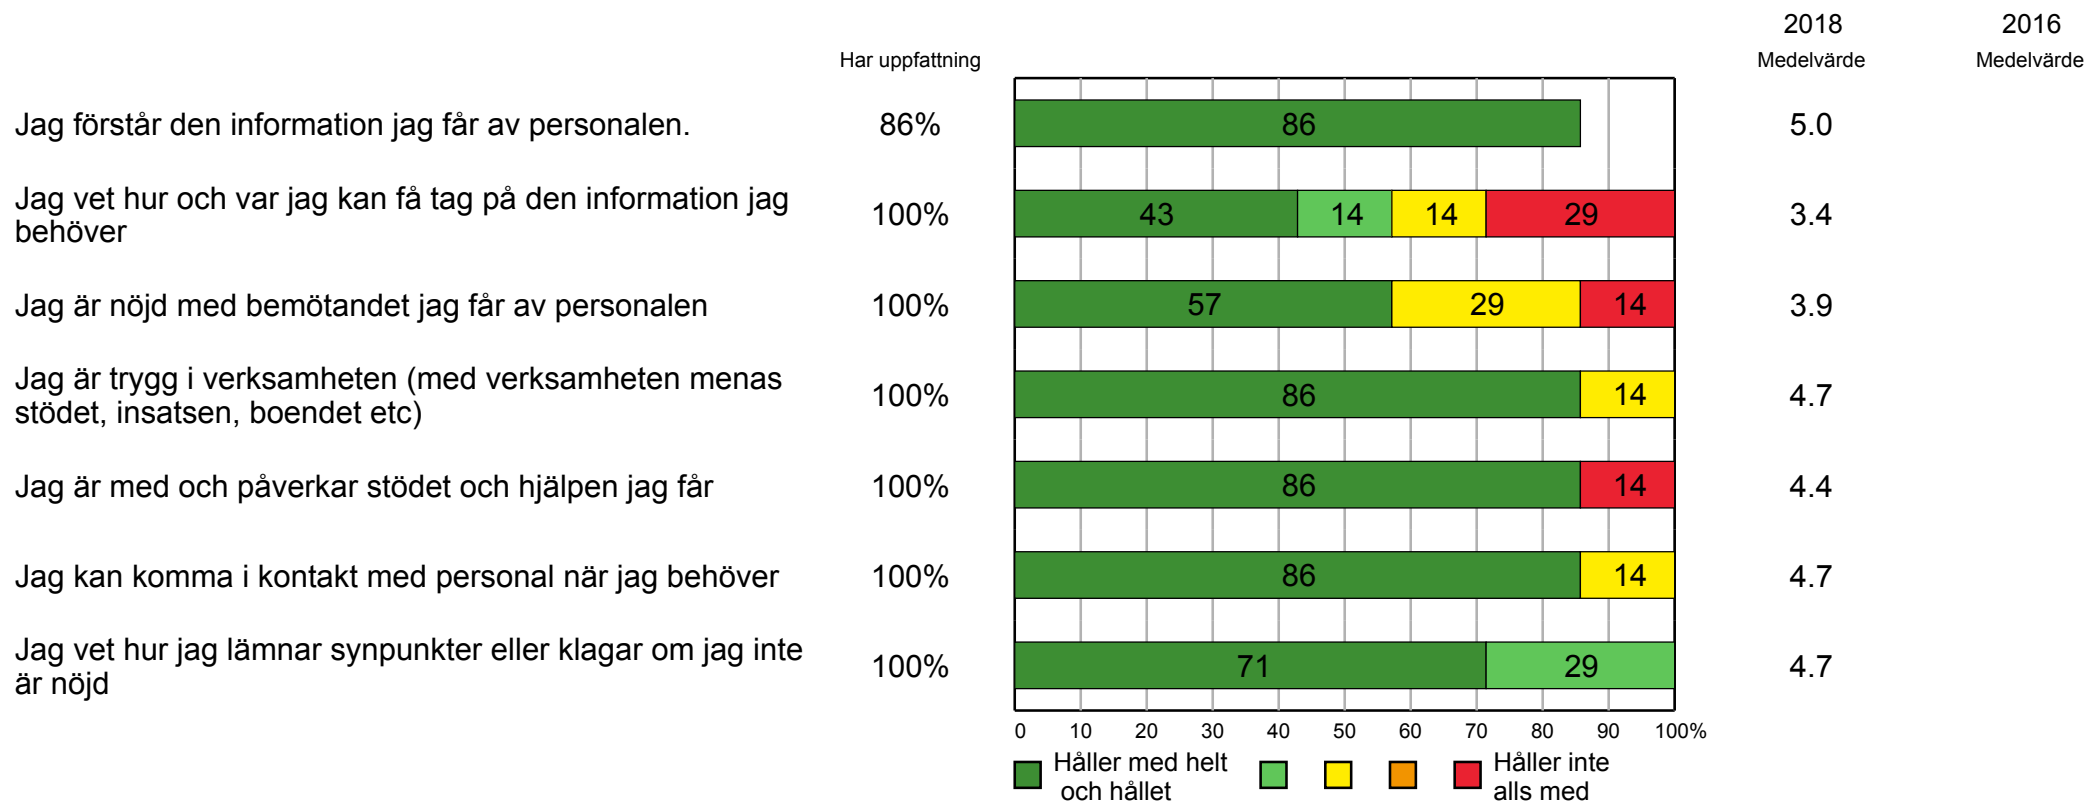 2018 2016
Har uppfattning Medelvärde Medelvärde
Jag förstår den information jag får av personalen. 86% 86 5.0
Jag vet hur och var jag kan få tag på den information jag
behöver 100% 43 14 14 29 3.4
Jag är nöjd med bemötandet jag får av personalen 100% 57 29 14 3.9
Jag är trygg i verksamheten (med verksamheten menas
stödet, insatsen, boendet etc) 100% 86 14 4.7
Jag är med och påverkar stödet och hjälpen jag får 100% 86 14 4.4
Jag kan komma i kontakt med personal när jag behöver 100% 86 14 4.7
Jag vet hur jag lämnar synpunkter eller klagar om jag inte
är nöjd 100% 71 29 4.7
0 10 20 30 40 50 60 70 80 90 100%
Håller med helt Håller inte
och hållet alls med